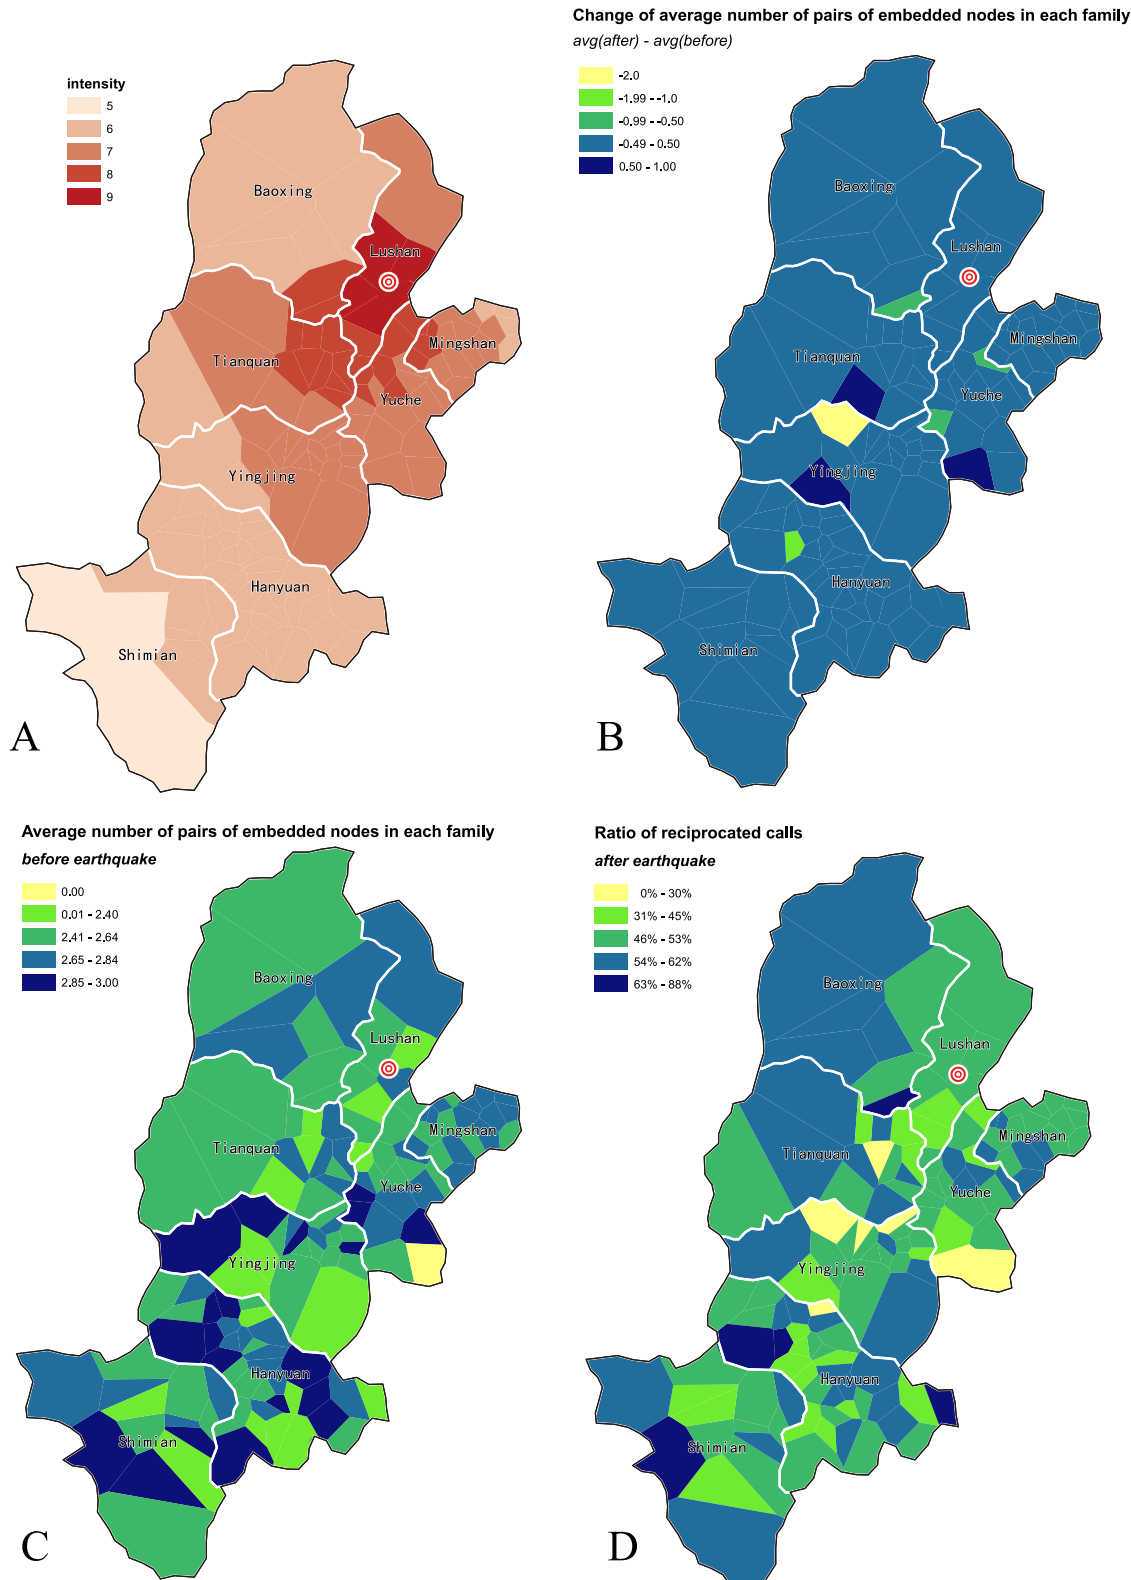 intensity
5
6
7
8
9
Baoxing
Lushan
Mingshan
Tianquan
Yuche
Yingjing
Hanyuan
Shimian
A
Change of average number of pairs of embedded nodes in each family
avg(after) - avg(before)
-2.0
-1.99 - -1.0
-0.99 - -0.50
-0.49 - 0.50
0.50 - 1.00
Baoxing
Lushan
Mingshan
Tianquan
Yuche
Yingjing
Hanyuan
Shimian
B
Average number of pairs of embedded nodes in each family
before earthquake
0.00
0.01 - 2.40
2.41 - 2.64
2.65 - 2.84
2.85 - 3.00
Baoxing
Lushan
Mingshan
Tianquan
Yuche
Yingjing
Hanyuan
Shimian
C
Ratio of reciprocated calls
after earthquake
0% - 30%
31% - 45%
46% - 53%
54% - 62%
63% - 88%
Baoxing
Lushan
Mingshan
Tianquan
Yuche
Yingjing
Hanyuan
Shimian
D